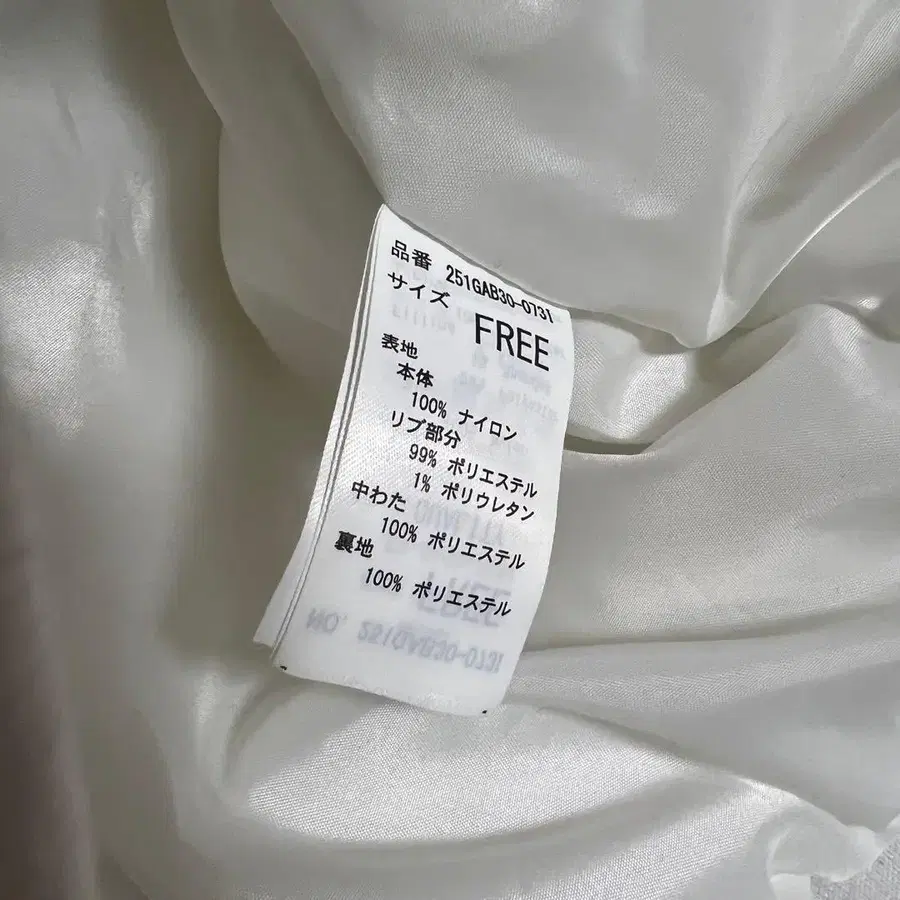 品番 251GAB30-0731
サイズ
FREE
表地
本体
100% ナイロン
リブ部分
99% ポリエステル
1% ポリウレタン
中わた
100% ポリエステル
裏地
100% ポリエステル